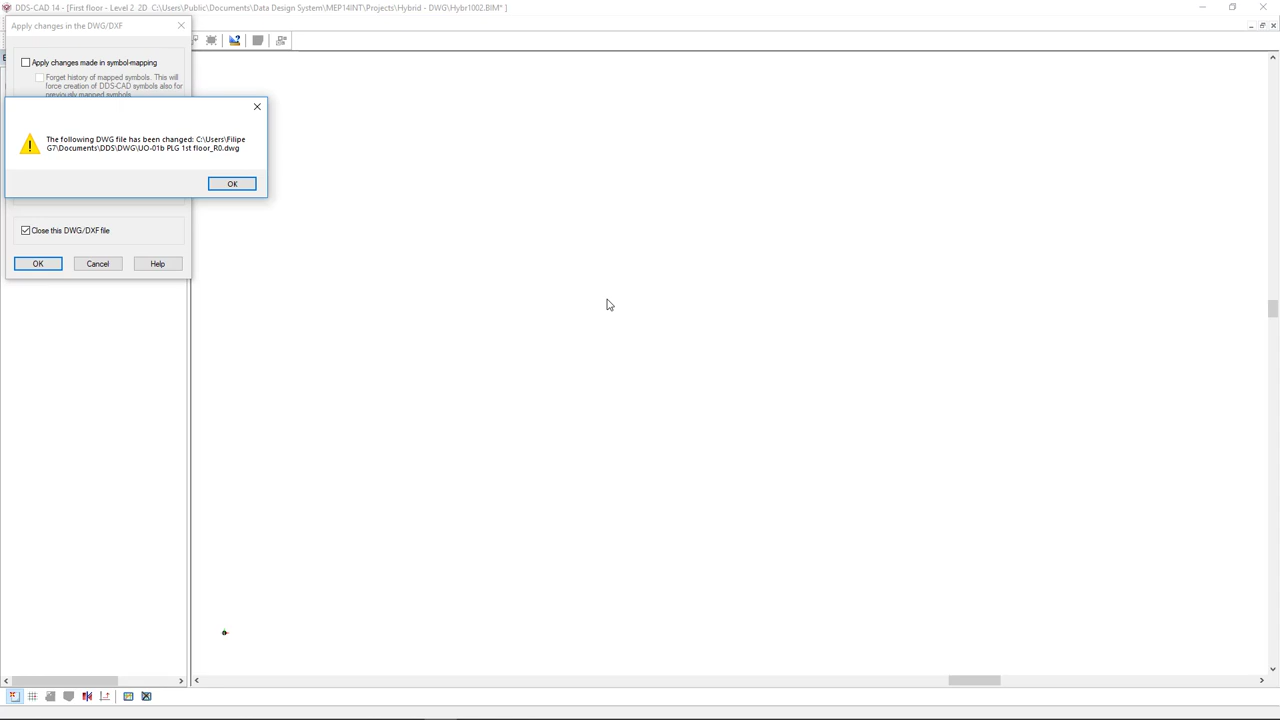 DDS-CAD 14 - [First floor - Level 2  2D  C:\Users\Public\Documents\Data Design System\MEP14INT\Projects\Hybrid - DWG\Hybr1002.BIM* ]
Apply changes in the DWG/DXF
Apply changes made in symbol-mapping
Forget history of mapped symbols. This will
force creation of DDS-CAD symbols also for
previously mapped symbols
The following DWG file has been changed: C:\Users\Filipe
G7\Documents\DDS\DWG\UO-01b PLG 1st floor_R0.dwg
OK
Close this DWG/DXF file
OK
Cancel
Help